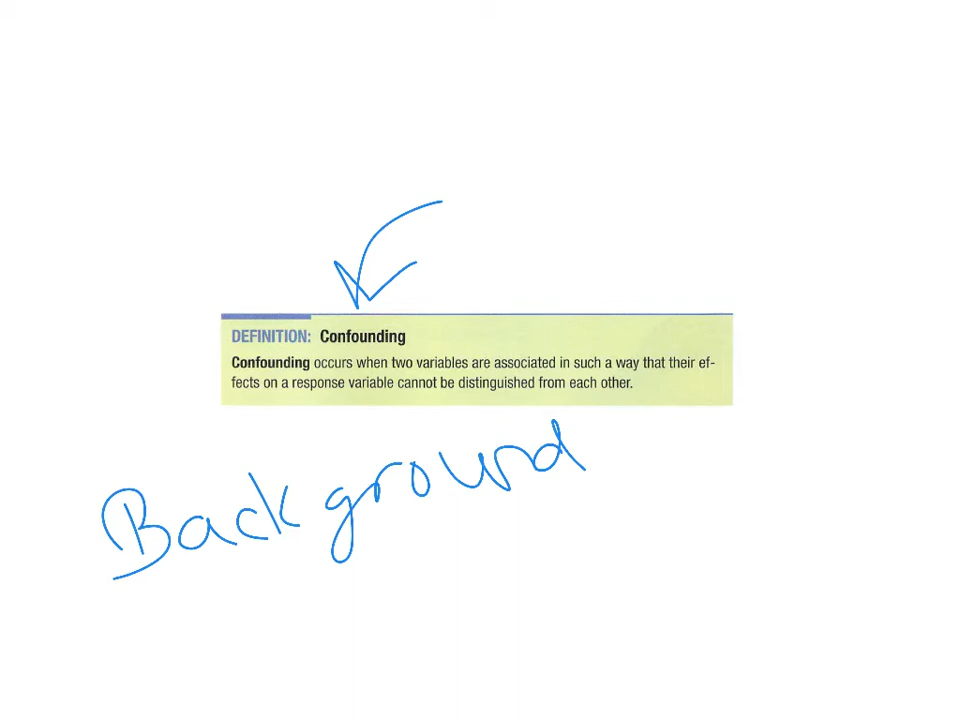 DEFINITION: Confounding
Confounding occurs when two variables are associated in such a way that their ef-
fects on a response variable cannot be distinguished from each other.
Background